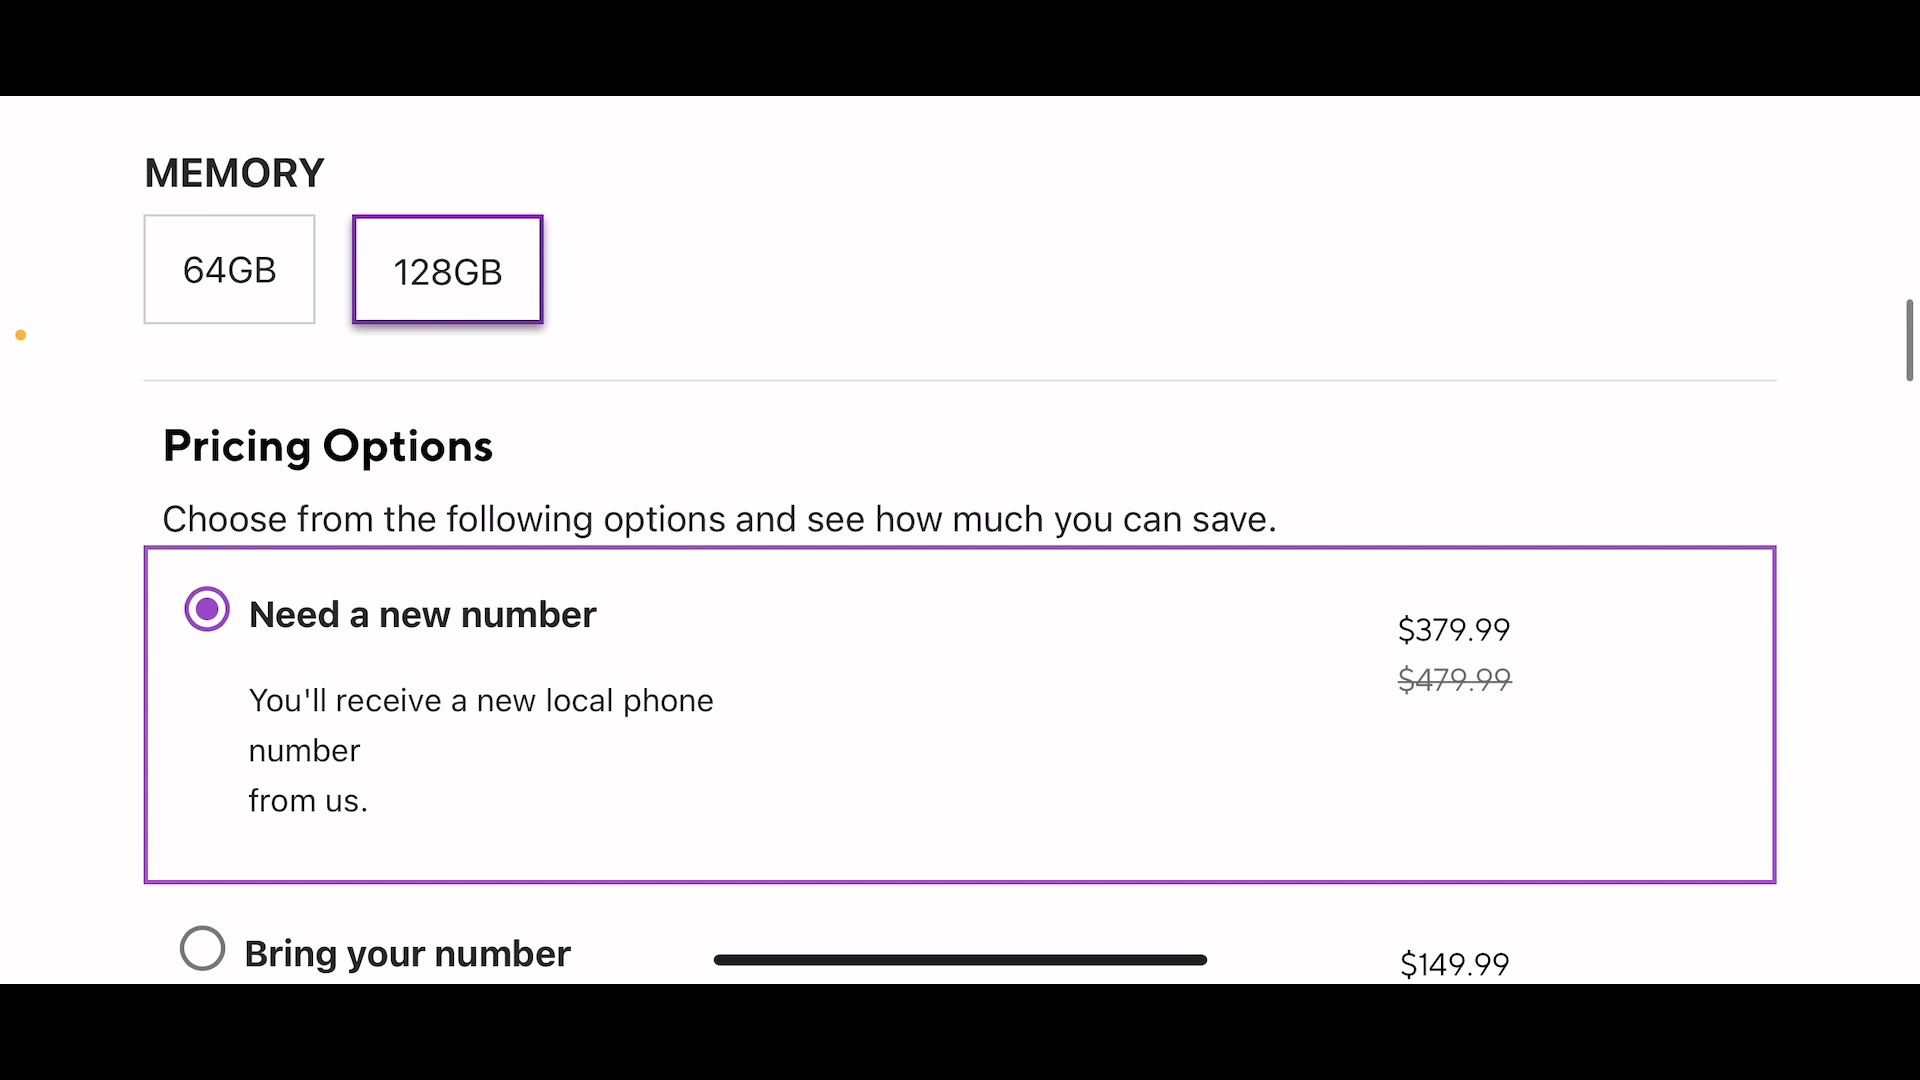 MEMORY
64GB
128GB
Pricing Options
Choose from the following options and see how much you can save.
Need a new number
$379.99
$479.99
You'll receive a new local phone
number
from us.
Bring your number
$149.99